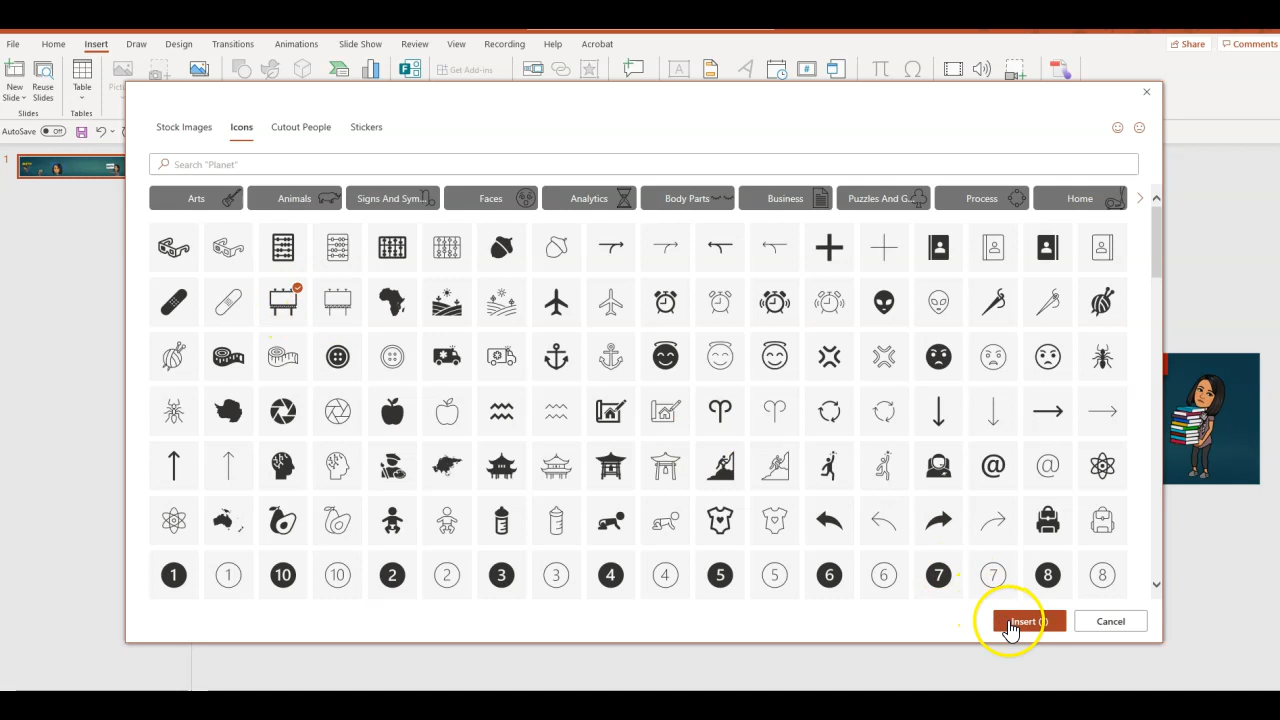 File Home Insert Draw Design Transitions Animations Slide Show Review View Recording Help Acrobat Share Comments
New Slide Reuse Slides Table Get Add-ins
Slides Tables
AutoSave Off
1
Stock Images Icons Cutout People Stickers
Search "Planet"
Arts Animals Signs And Sym... Faces Analytics Body Parts Business Puzzles And G... Process Home
@ @
1 1 10 10 2 2 3 3 4 4 5 5 6 6 7 7 8 8
Insert Cancel